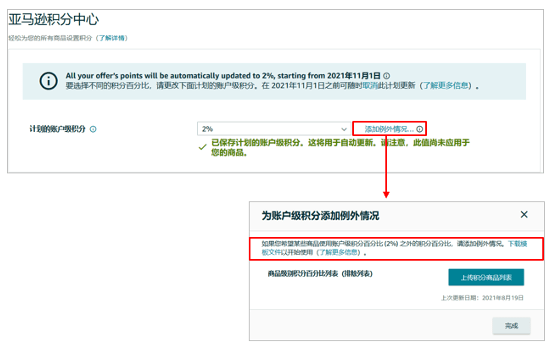 亚马逊积分中心
轻松为您的所有商品设置积分（了解详情）
All your offer's points will be automatically updated to 2%, starting from 2021年11月1日
要选择不同的积分百分比，请更改下面计划的账户级积分。在 2021年11月1日之前可随时取消此计划更新（了解更多信息）。
计划的账户级积分
2%
添加例外情况...
已保存计划的账户级积分。这将用于自动更新。请注意，此值尚未应用于
您的商品。
为账户级积分添加例外情况
如果您希望某些商品使用账户级积分百分比 (2%) 之外的积分百分比，请添加例外情况。下载模
板文件以开始使用（了解更多信息）。
商品级别积分百分比列表（排除列表）
上传积分商品列表
上次更新日期：2021年8月19日
完成